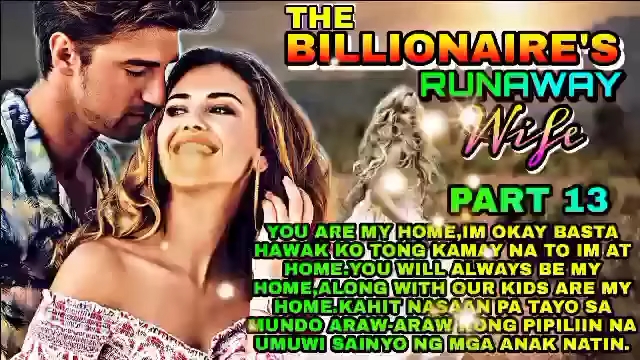 THE
BILLIONAIRE'S
RUNAWAY
Wife
PART 13
YOU ARE MY HOME,IM OKAY BASTA
HAWAK KO TONG KAMAY NA TO IM AT
HOME.YOU WILL ALWAYS BE MY
HOME,ALONG WITH OUR KIDS ARE MY
HOME.KAHIT NASAAN PA TAYO SA
MUNDO ARAW-ARAW KONG PIPILIIN NA
UMUWI SAINYO NG MGA ANAK NATIN.